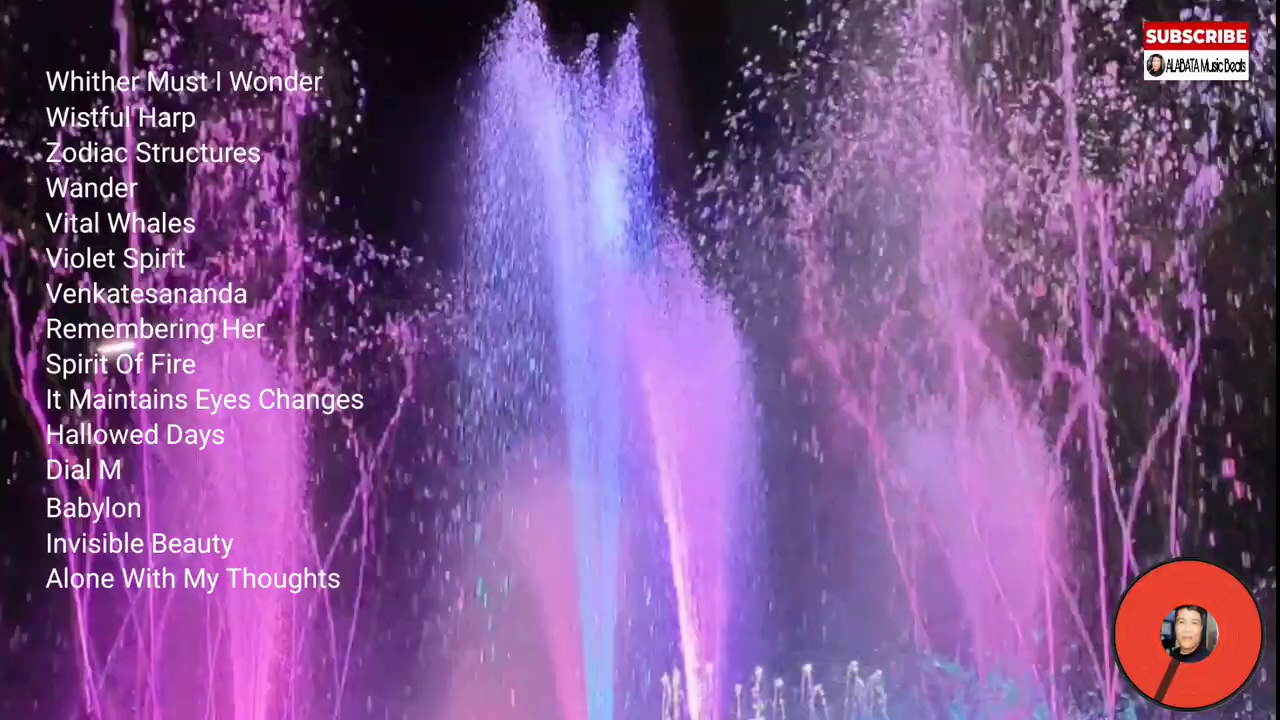 Whither Must I Wonder
Wistful Harp
Zodiac Structures
Wander
Vital Whales
Violet Spirit
Venkatesananda
Remembering Her
Spirit Of Fire
It Maintains Eyes Changes
Hallowed Days
Dial M
Babylon
Invisible Beauty
Alone With My Thoughts
SUBSCRIBE
ALABATA Music Beats